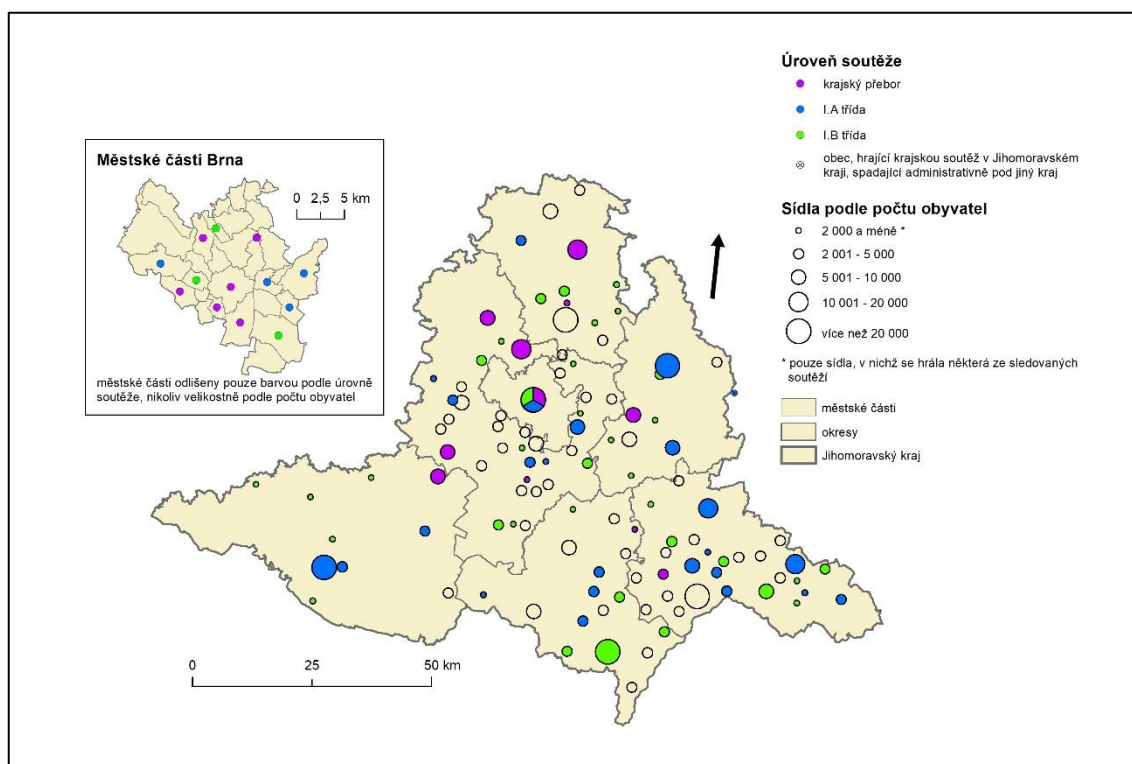 Úroveň soutěže
krajský přebor
I.A třída
I.B třída
obec, hrající krajskou soutěž v Jihomoravském
kraji, spadající administrativně pod jiný kraj
Sídla podle počtu obyvatel
2 000 a méně *
2 001 - 5 000
5 001 - 10 000
10 001 - 20 000
více než 20 000
* pouze sídla, v nichž se hrála některá ze sledovaných
soutěží
městské části
okresy
Jihomoravský kraj
Městské části Brna
0 2,5 5 km
městské části odlišeny pouze barvou podle úrovně
soutěže, nikoliv velikostně podle počtu obyvatel
0 25 50 km